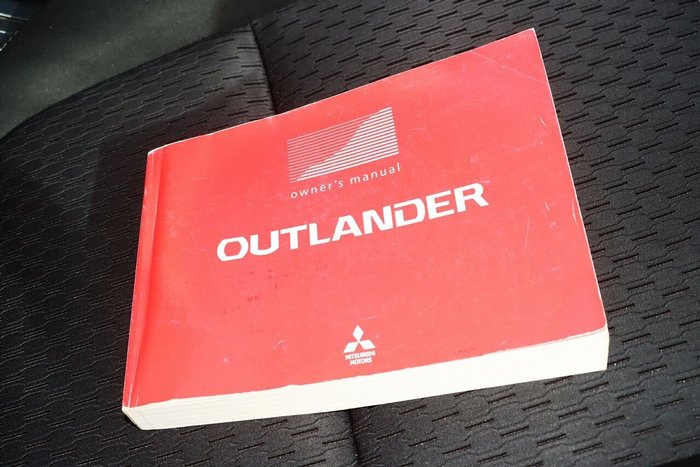 owner's manual
OUTLANDER
MITSUBISHI
MOTORS